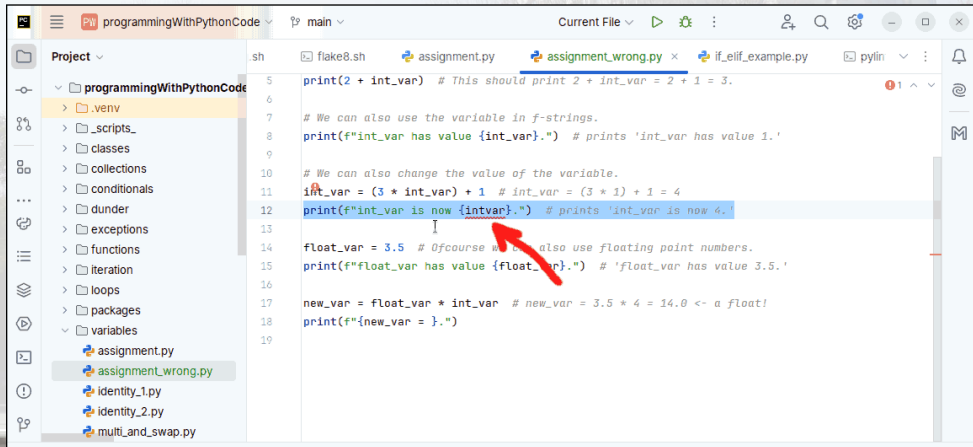 PC PW programmingWithPythonCode main Current File
Project
.sh flake8.sh assignment.py assignment_wrong.py if_elif_example.py pylin
programmingWithPythonCode
.venv
_scripts_
classes
collections
conditionals
dunder
exceptions
functions
iteration
loops
packages
variables
assignment.py
assignment_wrong.py
identity_1.py
identity_2.py
multi_and_swap.py
1
5 print(2 + int_var) # This should print 2 + int_var = 2 + 1 = 3.
6
7 # We can also use the variable in f-strings.
8 print(f"int_var has value {int_var}.") # prints 'int_var has value 1.'
9
10 # We can also change the value of the variable.
11 int_var = (3 * int_var) + 1 # int_var = (3 * 1) + 1 = 4
12 print(f"int_var is now {intvar}.") # prints 'int_var is now 4.'
13
14 float_var = 3.5 # Ofcourse we can also use floating point numbers.
15 print(f"float_var has value {float_var}.") # 'float_var has value 3.5.'
16
17 new_var = float_var * int_var # new_var = 3.5 * 4 = 14.0 <- a float!
18 print(f"{new_var = }.")
19